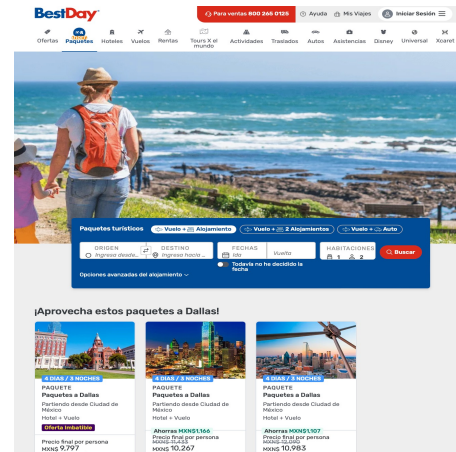 BestDay
Para ventas 800 265 0125
Ayuda
Mis Viajes
Iniciar Sesión
Ofertas
Paquetes
Hoteles
Vuelos
Rentas
Tours X el
mundo
Actividades
Traslados
Autos
Asistencias
Disney
Universal
Xcaret
Paquetes turísticos
Vuelo + Alojamiento
Vuelo + 2 Alojamientos
Vuelo + Auto
ORIGEN
Ingresa desde...
DESTINO
Ingresa hacia ...
FECHAS
Ida
Vuelta
HABITACIONES
1 2
Buscar
Todavía no he decidido la
fecha
Opciones avanzadas del alojamiento
¡Aprovecha estos paquetes a Dallas!
4 DÍAS / 3 NOCHES
PAQUETE
Paquetes a Dallas
Partiendo desde Ciudad de
México
Hotel + Vuelo
Oferta Imbatible
Precio final por persona
MXN$ 9,797
4 DÍAS / 3 NOCHES
PAQUETE
Paquetes a Dallas
Partiendo desde Ciudad de
México
Hotel + Vuelo
Ahorras MXN$1,166
Precio final por persona
MXN$ 11,433
MXN$ 10,267
4 DÍAS / 3 NOCHES
PAQUETE
Paquetes a Dallas
Partiendo desde Ciudad de
México
Hotel + Vuelo
Ahorras MXN$1,107
Precio final por persona
MXN$ 12,090
MXN$ 10,983